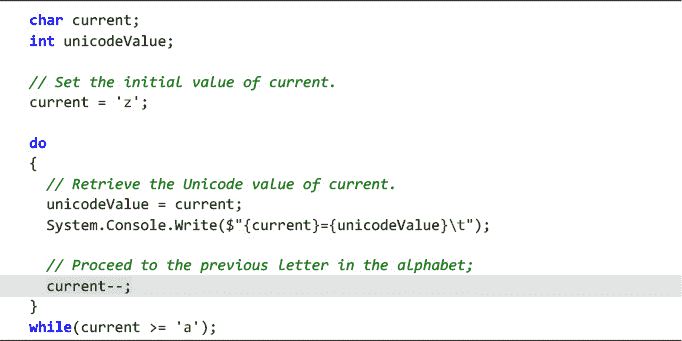 char current;
int unicodeValue;
// Set the initial value of current.
current = 'z';
do
{
// Retrieve the Unicode value of current.
unicodeValue = current;
System.Console.Write($"{current}={unicodeValue}\t");
// Proceed to the previous letter in the alphabet;
current--;
}
while(current >= 'a');